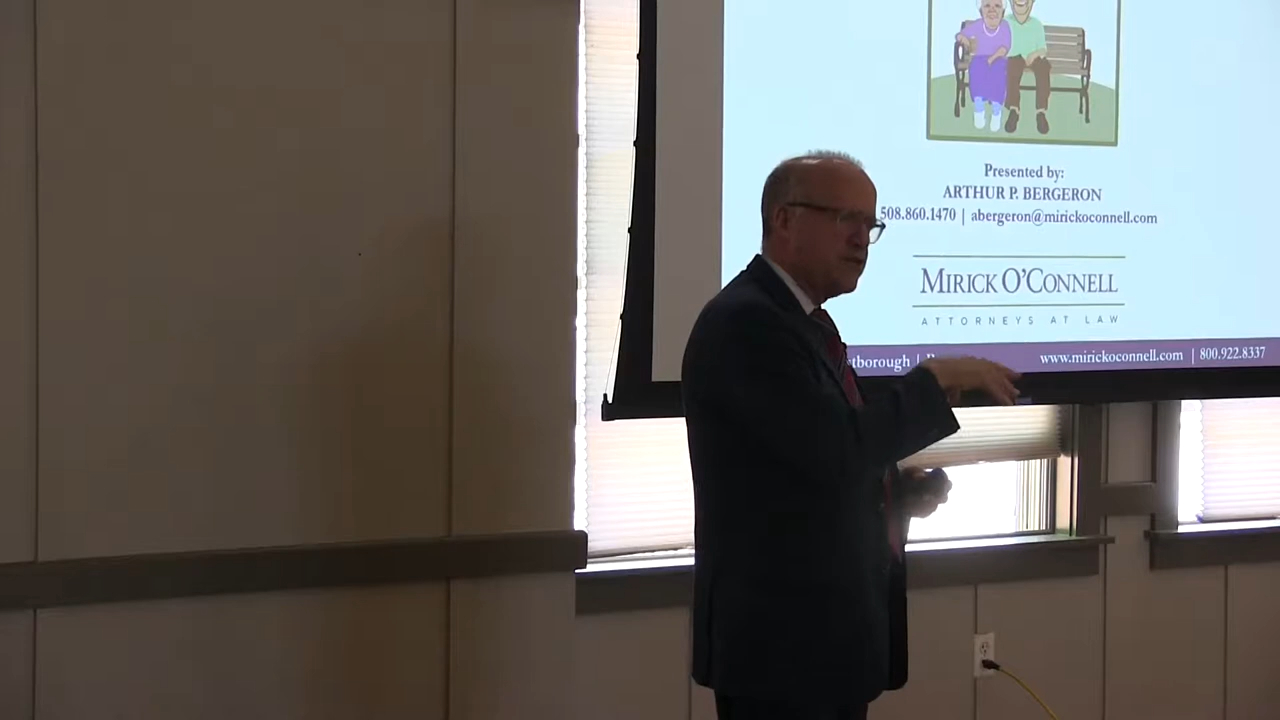 Presented by:
ARTHUR P. BERGERON
508.860.1470 | abergeron@mirickoconnell.com
MIRICK O'CONNELL
ATTORNEYS AT LAW
tborough | www.mirickoconnell.com | 800.922.8337